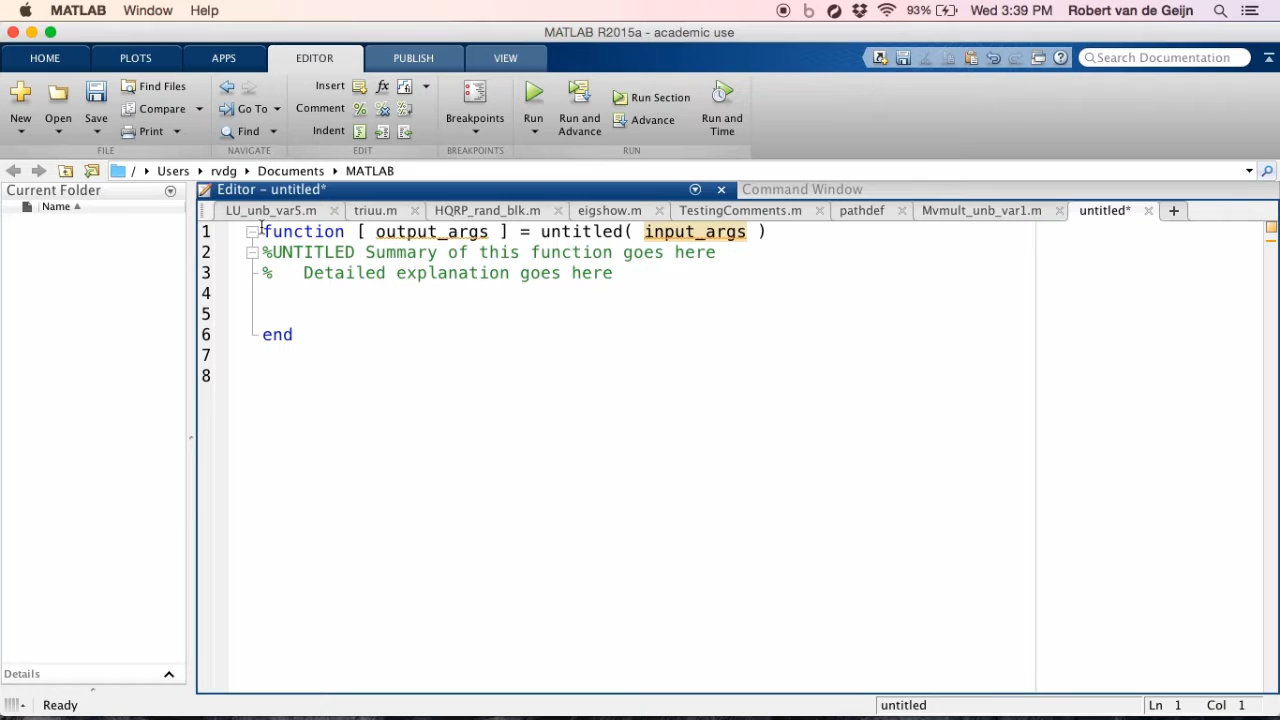 MATLAB Window Help 93% Wed 3:39 PM Robert van de Geijn
MATLAB R2015a - academic use
HOME PLOTS APPS EDITOR PUBLISH VIEW Search Documentation
New Open Save Find Files Compare Print
Go To Find
Insert fx
Comment % %
Indent
Breakpoints
Run Run and Advance Run Section Advance Run and Time
FILE NAVIGATE EDIT BREAKPOINTS RUN
/ Users rvdg Documents MATLAB
Current Folder
Name
Editor - untitled* Command Window
LU_unb_var5.m triuu.m HQRP_rand_blk.m eigshow.m TestingComments.m pathdef Mvmult_unb_var1.m untitled* +
1 function [ output_args ] = untitled( input_args )
2 %UNTITLED Summary of this function goes here
3 % Detailed explanation goes here
4
5
6 end
7
8
Details
Ready untitled Ln 1 Col 1